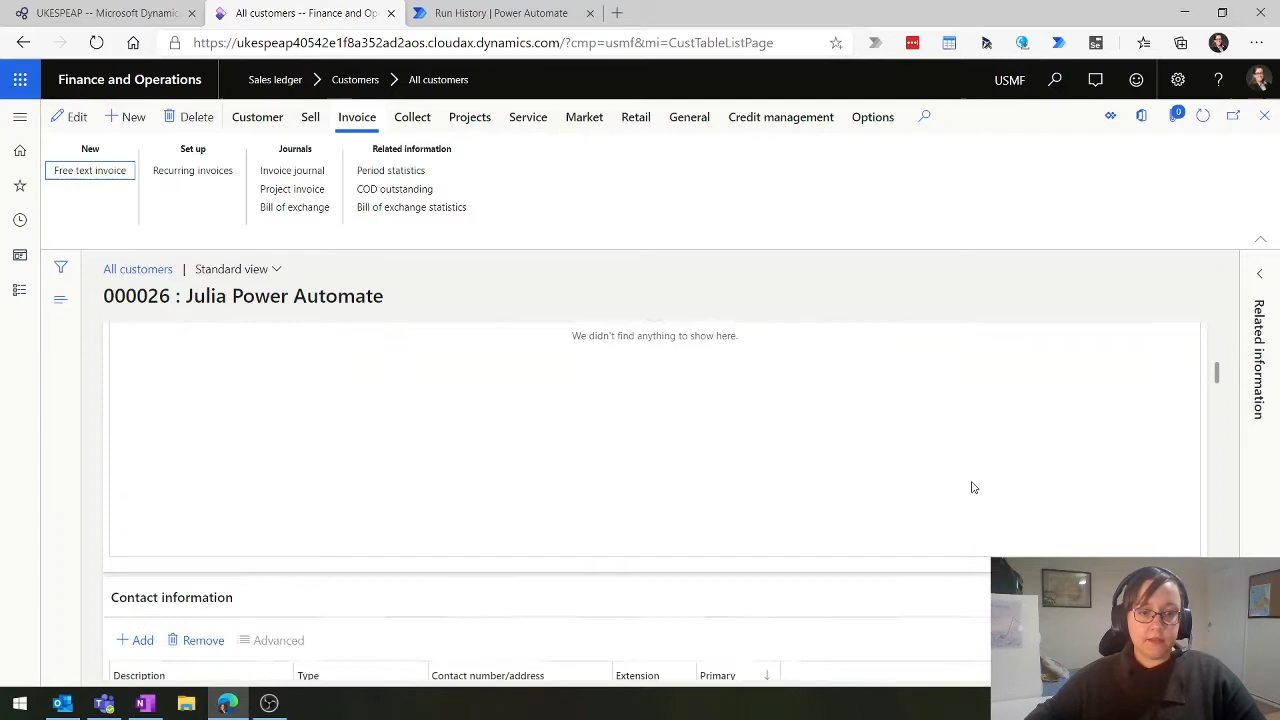 UKESPEAP -- Microsoft Dynamic
All customers -- Finance and Op
Run History | Power Automate
https://ukespeap40542e1f8a352ad2aos.cloudax.dynamics.com/?cmp=usmf&mi=CustTableListPage
Finance and Operations
Sales ledger
Customers
All customers
USMF
Edit
New
Delete
Customer
Sell
Invoice
Collect
Projects
Service
Market
Retail
General
Credit management
Options
0
New
Free text invoice
Set up
Recurring invoices
Journals
Invoice journal
Project invoice
Bill of exchange
Related information
Period statistics
COD outstanding
Bill of exchange statistics
All customers | Standard view
000026 : Julia Power Automate
Related information
We didn't find anything to show here.
Contact information
Add
Remove
Advanced
Description
Type
Contact number/address
Extension
Primary